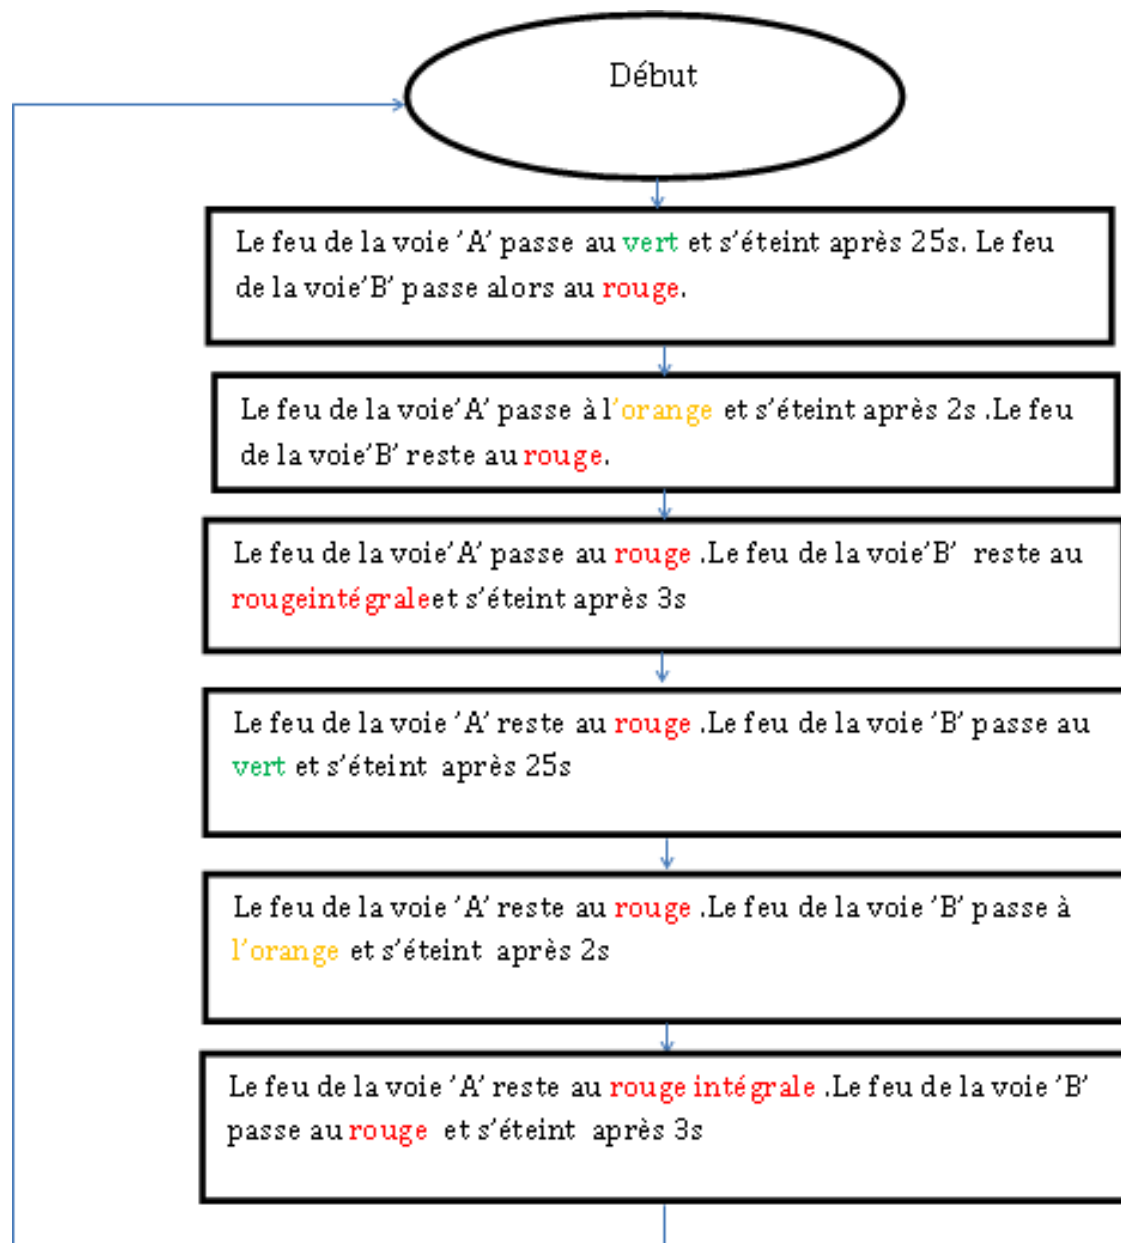 Début
Le feu de la voie 'A' passe au vert et s'éteint après 25s. Le feu
de la voie'B' passe alors au rouge.
Le feu de la voie'A' passe à l'orange et s'éteint après 2s .Le feu
de la voie'B' reste au rouge.
Le feu de la voie'A' passe au rouge .Le feu de la voie'B' reste au
rougeintégraleet s'éteint après 3s
Le feu de la voie 'A' reste au rouge .Le feu de la voie 'B' passe au
vert et s'éteint après 25s
Le feu de la voie 'A' reste au rouge .Le feu de la voie 'B' passe à
l'orange et s'éteint après 2s
Le feu de la voie 'A' reste au rouge intégrale .Le feu de la voie 'B'
passe au rouge et s'éteint après 3s